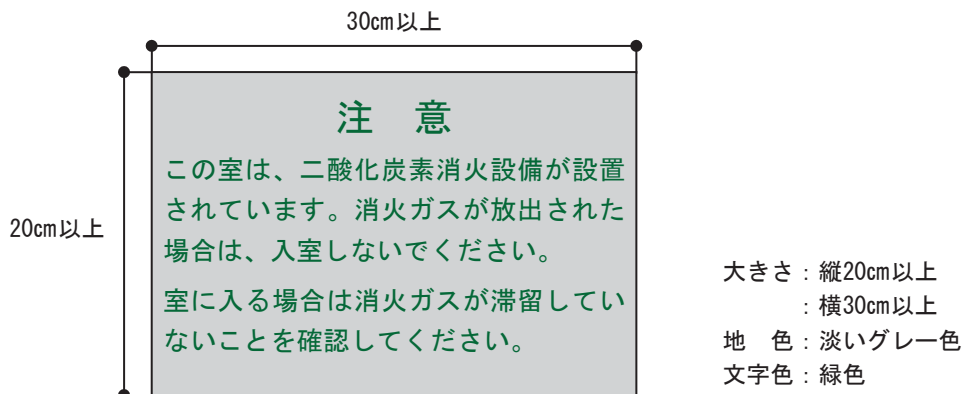 30cm以上
20cm以上
注　意
この室は、二酸化炭素消火設備が設置
されています。消火ガスが放出された
場合は、入室しないでください。
室に入る場合は消火ガスが滞留してい
ないことを確認してください。
大きさ：縦20cm以上
：横30cm以上
地　色：淡いグレー色
文字色：緑色